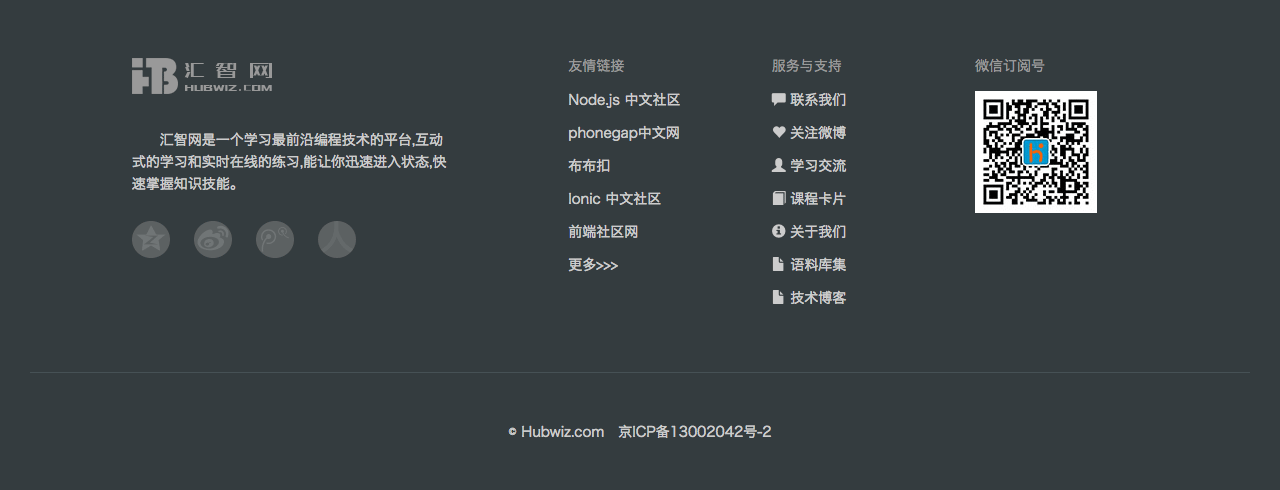 汇智网
HUBWIZ.COM
汇智网是一个学习最前沿编程技术的平台,互动
式的学习和实时在线的练习,能让你迅速进入状态,快
速掌握知识技能。
友情链接
Node.js 中文社区
phonegap中文网
布布扣
Ionic 中文社区
前端社区网
更多>>>
服务与支持
联系我们
关注微博
学习交流
课程卡片
关于我们
语料库集
技术博客
微信订阅号
© Hubwiz.com 京ICP备13002042号-2